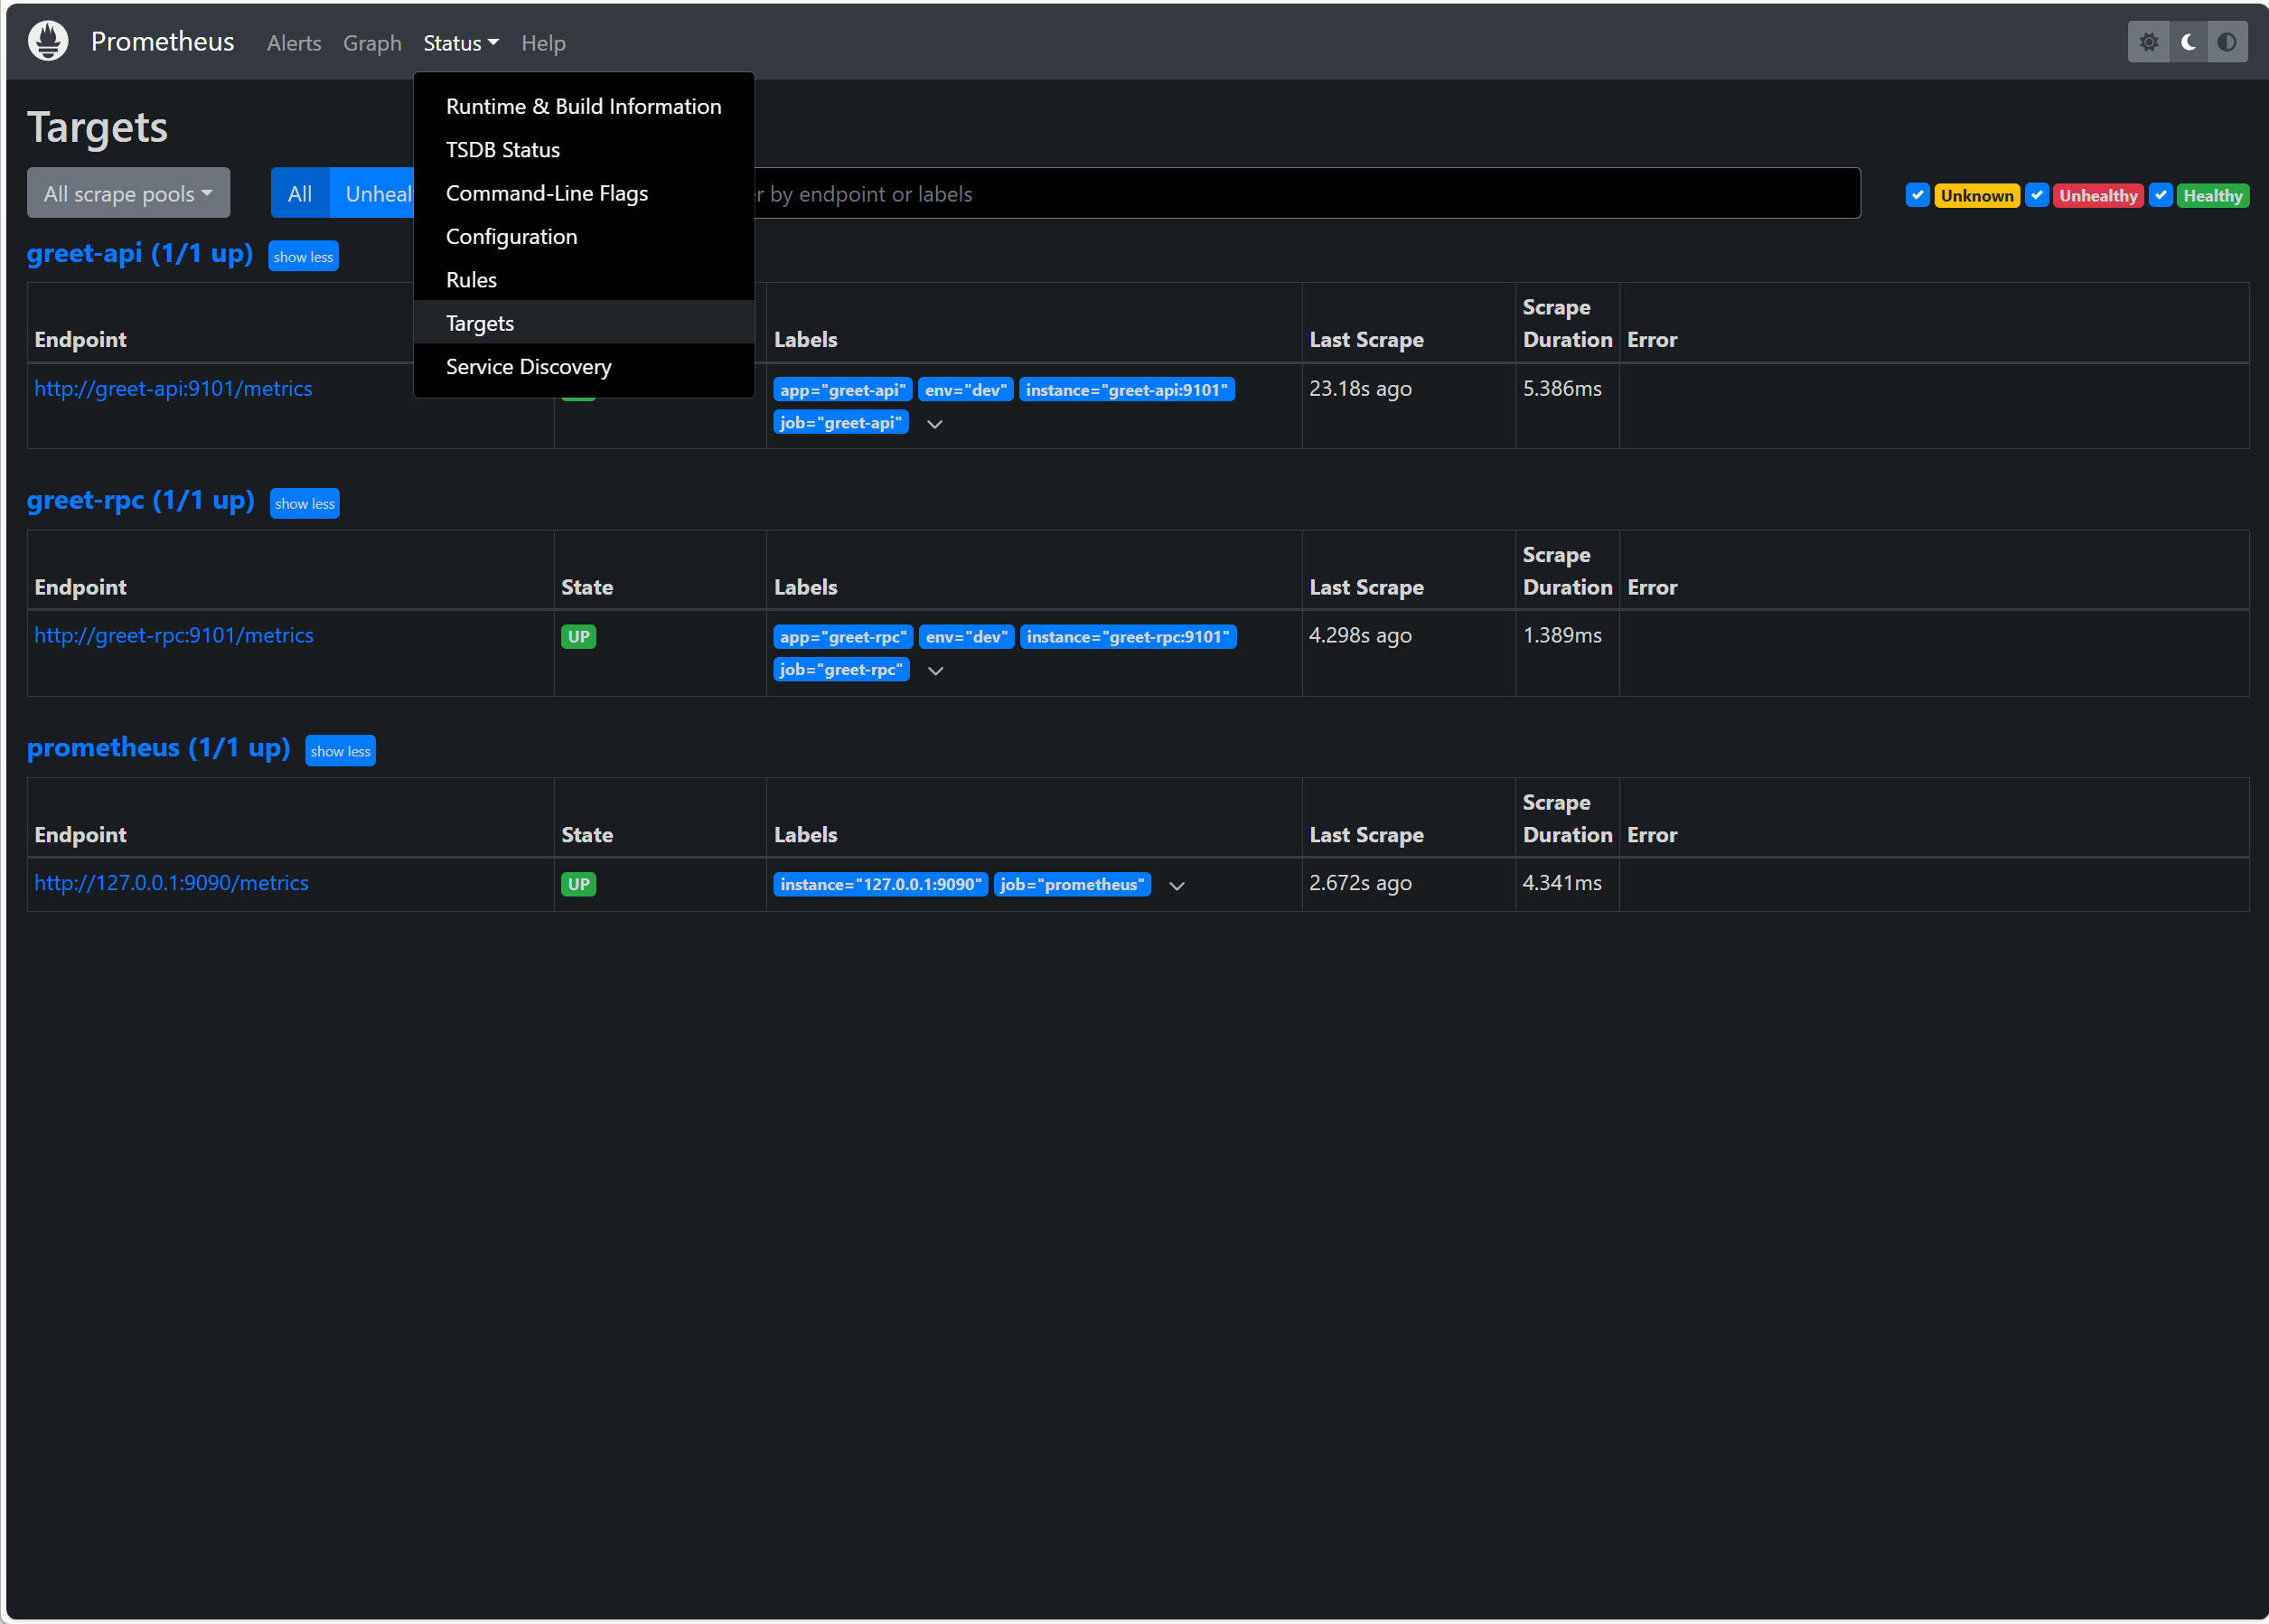 Prometheus Alerts Graph Status Help
Runtime & Build Information
TSDB Status
Command-Line Flags
Configuration
Rules
Targets
Service Discovery
Targets
All scrape pools
All
by endpoint or labels
Unknown Unhealthy Healthy
greet-api (1/1 up) show less
Endpoint Labels Last Scrape Scrape Duration Error
http://greet-api:9101/metrics app="greet-api" env="dev" instance="greet-api:9101" 23.18s ago 5.386ms
job="greet-api"
greet-rpc (1/1 up) show less
Endpoint State Labels Last Scrape Scrape Duration Error
http://greet-rpc:9101/metrics UP app="greet-rpc" env="dev" instance="greet-rpc:9101" 4.298s ago 1.389ms
job="greet-rpc"
prometheus (1/1 up) show less
Endpoint State Labels Last Scrape Scrape Duration Error
http://127.0.0.1:9090/metrics UP instance="127.0.0.1:9090" job="prometheus" 2.672s ago 4.341ms